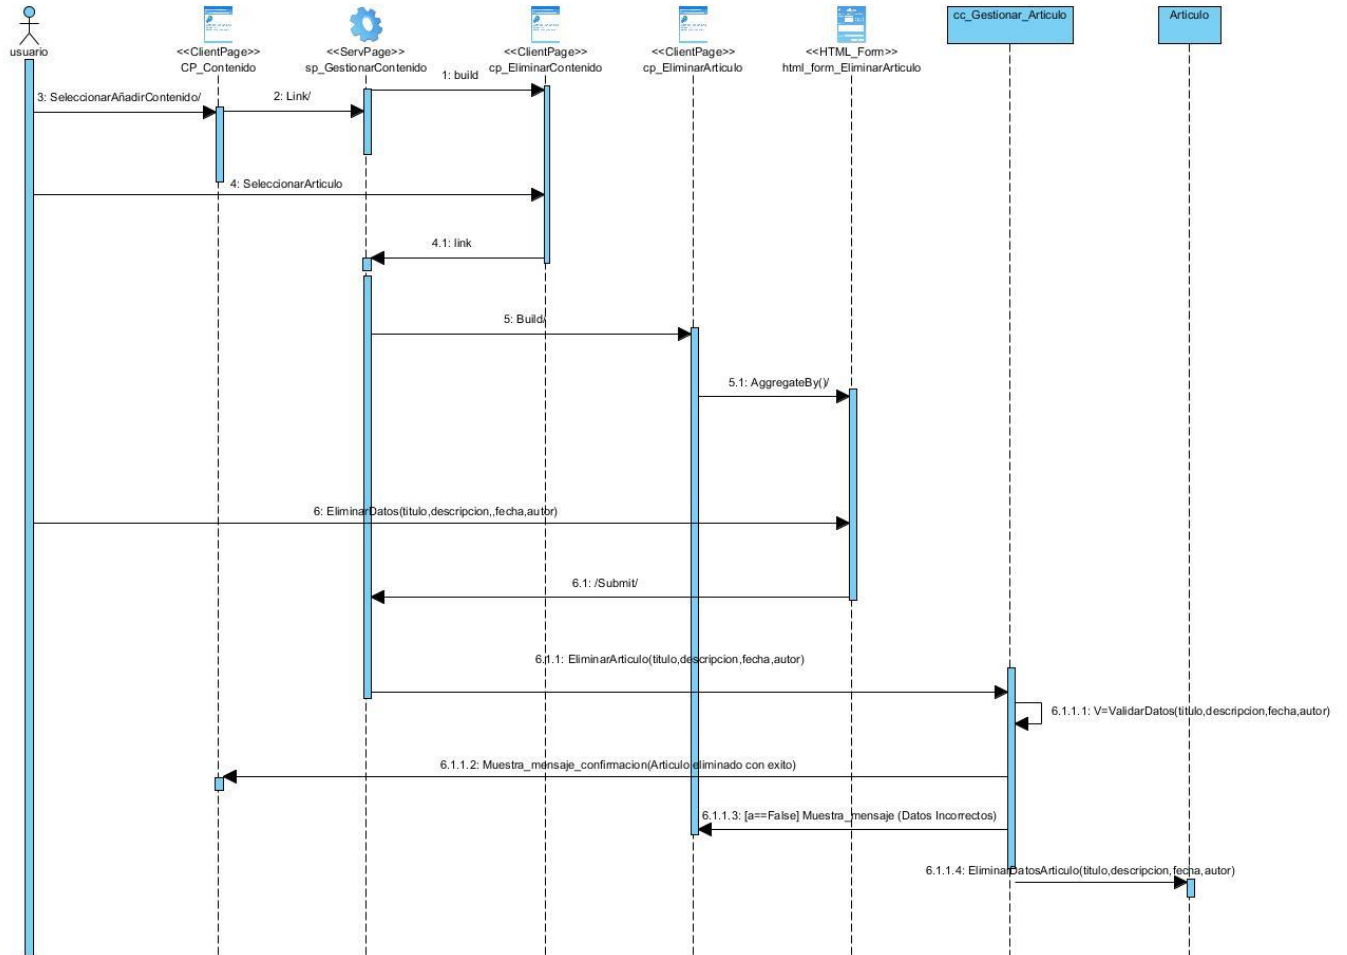 cc_Gestionar_Articulo
Articulo
usuario
<<ClientPage>>
CP_Contenido
<<ServPage>>
sp_GestionarContenido
<<ClientPage>>
cp_EliminarContenido
<<ClientPage>>
cp_EliminarArticulo
<<HTML_Form>>
html_form_EliminarArticulo
1: build
3: SeleccionarAñadirContenido/
2: Link/
4: SeleccionarArticulo
4.1: link
5: Build/
5.1: AggregateBy()/
6: EliminarDatos(titulo,descripcion,,fecha,autor)
6.1: /Submit/
6.1.1: EliminarArticulo(titulo,descripcion,fecha,autor)
6.1.1.1: V=ValidarDatos(titulo,descripcion,fecha,autor)
6.1.1.2: Muestra_mensaje_confirmacion(Articulo eliminado con exito)
6.1.1.3: [a==False] Muestra_mensaje (Datos Incorrectos)
6.1.1.4: EliminarDatosArticulo(titulo,descripcion,fecha,autor)